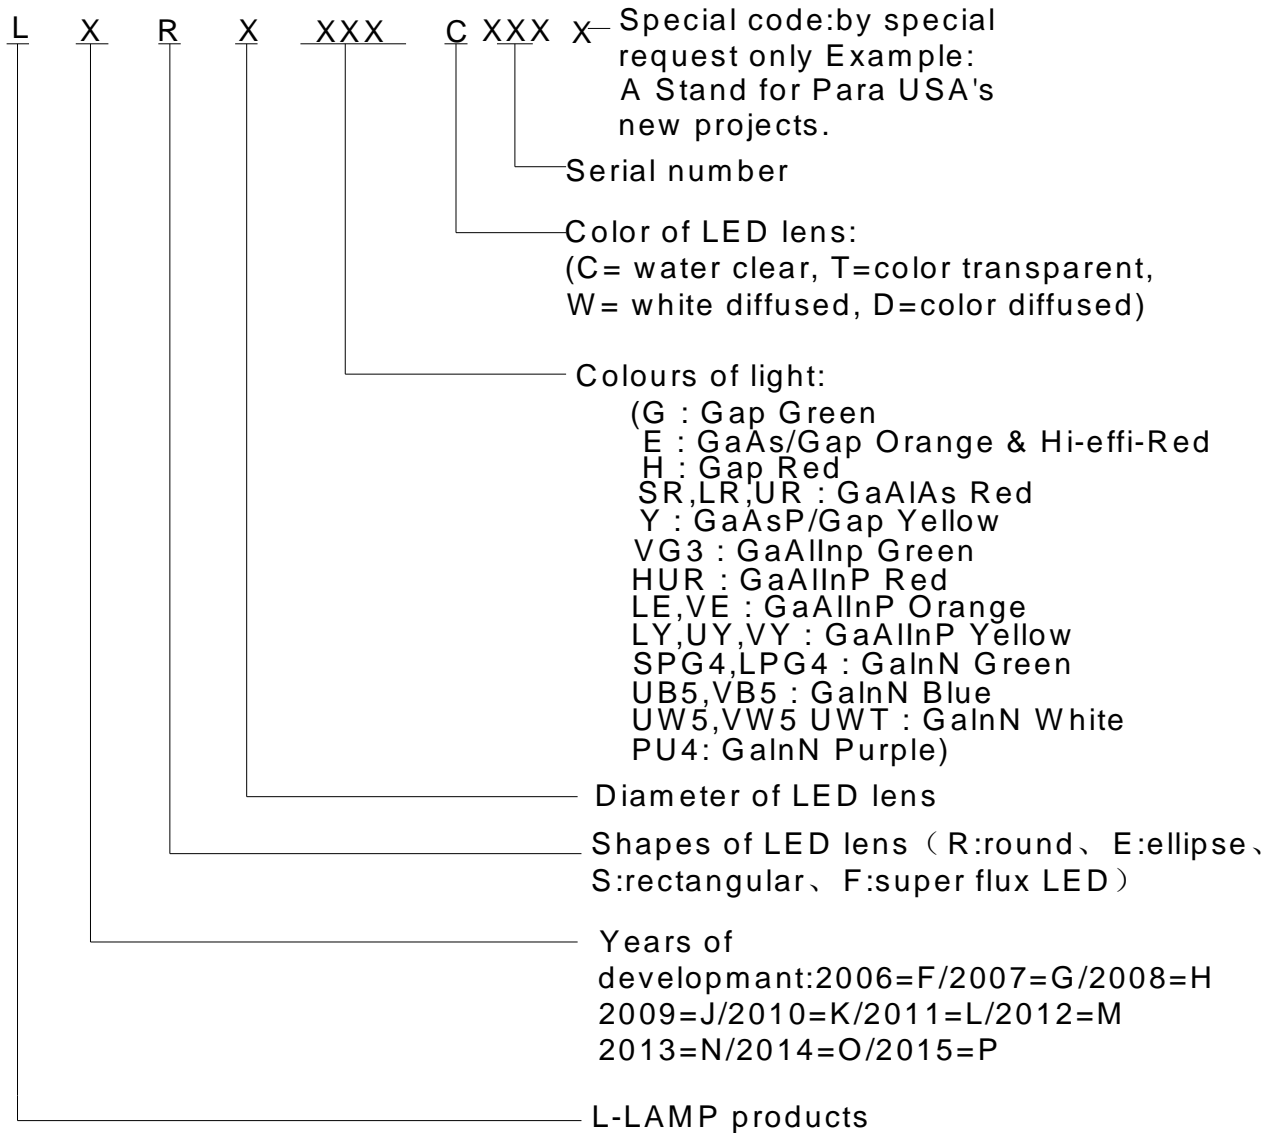 L X R X XXX C XXX X
Special code:by special
request only Example:
A Stand for Para USA's
new projects.
Serial number
Color of LED lens:
(C= water clear, T=color transparent,
W= white diffused, D=color diffused)
Colours of light:
(G : Gap Green
E : GaAs/Gap Orange & Hi-effi-Red
H : Gap Red
SR,LR,UR : GaAlAs Red
Y : GaAsP/Gap Yellow
VG3 : GaAlInp Green
HUR : GaAlInP Red
LE,VE : GaAlInP Orange
LY,UY,VY : GaAlInP Yellow
SPG4,LPG4 : GaInN Green
UB5,VB5 : GaInN Blue
UW5,VW5 UWT : GaInN White
PU4: GaInN Purple)
Diameter of LED lens
Shapes of LED lens（R:round、E:ellipse、
S:rectangular、F:super flux LED）
Years of
developmant:2006=F/2007=G/2008=H
2009=J/2010=K/2011=L/2012=M
2013=N/2014=O/2015=P
L-LAMP products